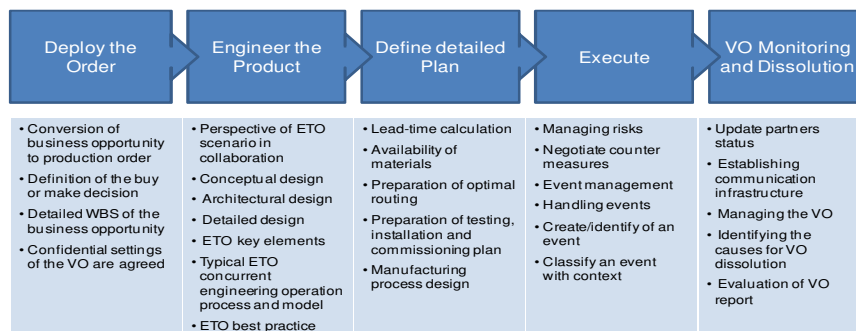 Deploy the
Order
Engineer the
Product
Define detailed
Plan
Execute
VO Monitoring
and Dissolution
• Conversion of
business opportunity
to production order
• Definition of the buy
or make decision
• Detailed WBS of the
business opportunity
• Confidential settings
of the VO are agreed
• Perspective of ETO
scenario in
collaboration
• Conceptual design
• Architectural design
• Detailed design
• ETO key elements
• Typical ETO
concurrent
engineering operation
process and model
• ETO best practice
• Lead-time calculation
• Availability of
materials
• Preparation of optimal
routing
• Preparation of testing,
installation and
commissioning plan
• Manufacturing
process design
• Managing risks
• Negotiate counter
measures
• Event management
• Handling events
• Create/identify of an
event
• Classify an event
with context
• Update partners
status
• Establishing
communication
infrastructure
• Managing the VO
• Identifying the
causes for VO
dissolution
• Evaluation of VO
report